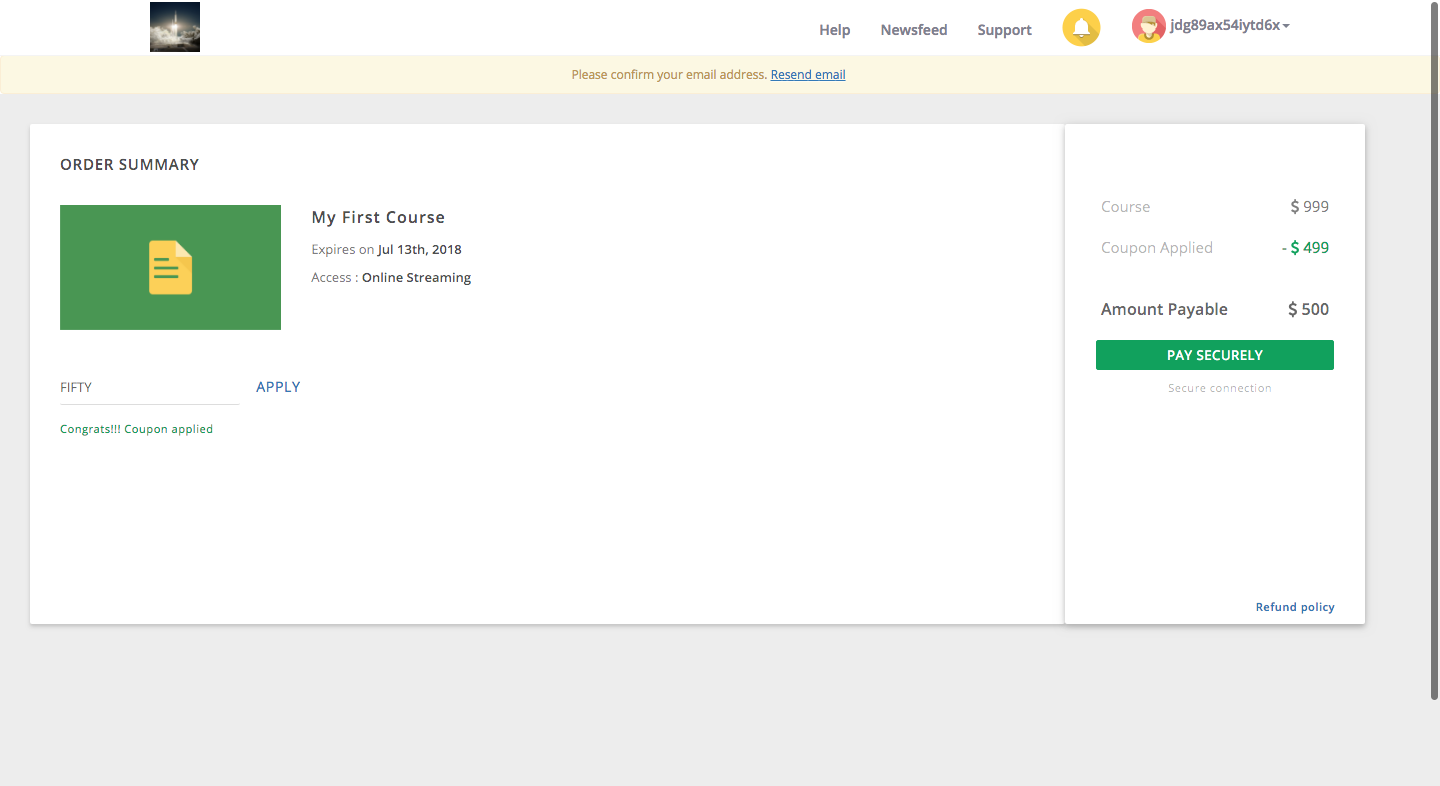 Help Newsfeed Support jdg89ax54iytd6x
Please confirm your email address. Resend email
ORDER SUMMARY
My First Course
Expires on Jul 13th, 2018
Access : Online Streaming
FIFTY APPLY
Congrats!!! Coupon applied
Course $ 999
Coupon Applied - $ 499
Amount Payable $ 500
PAY SECURELY
Secure connection
Refund policy